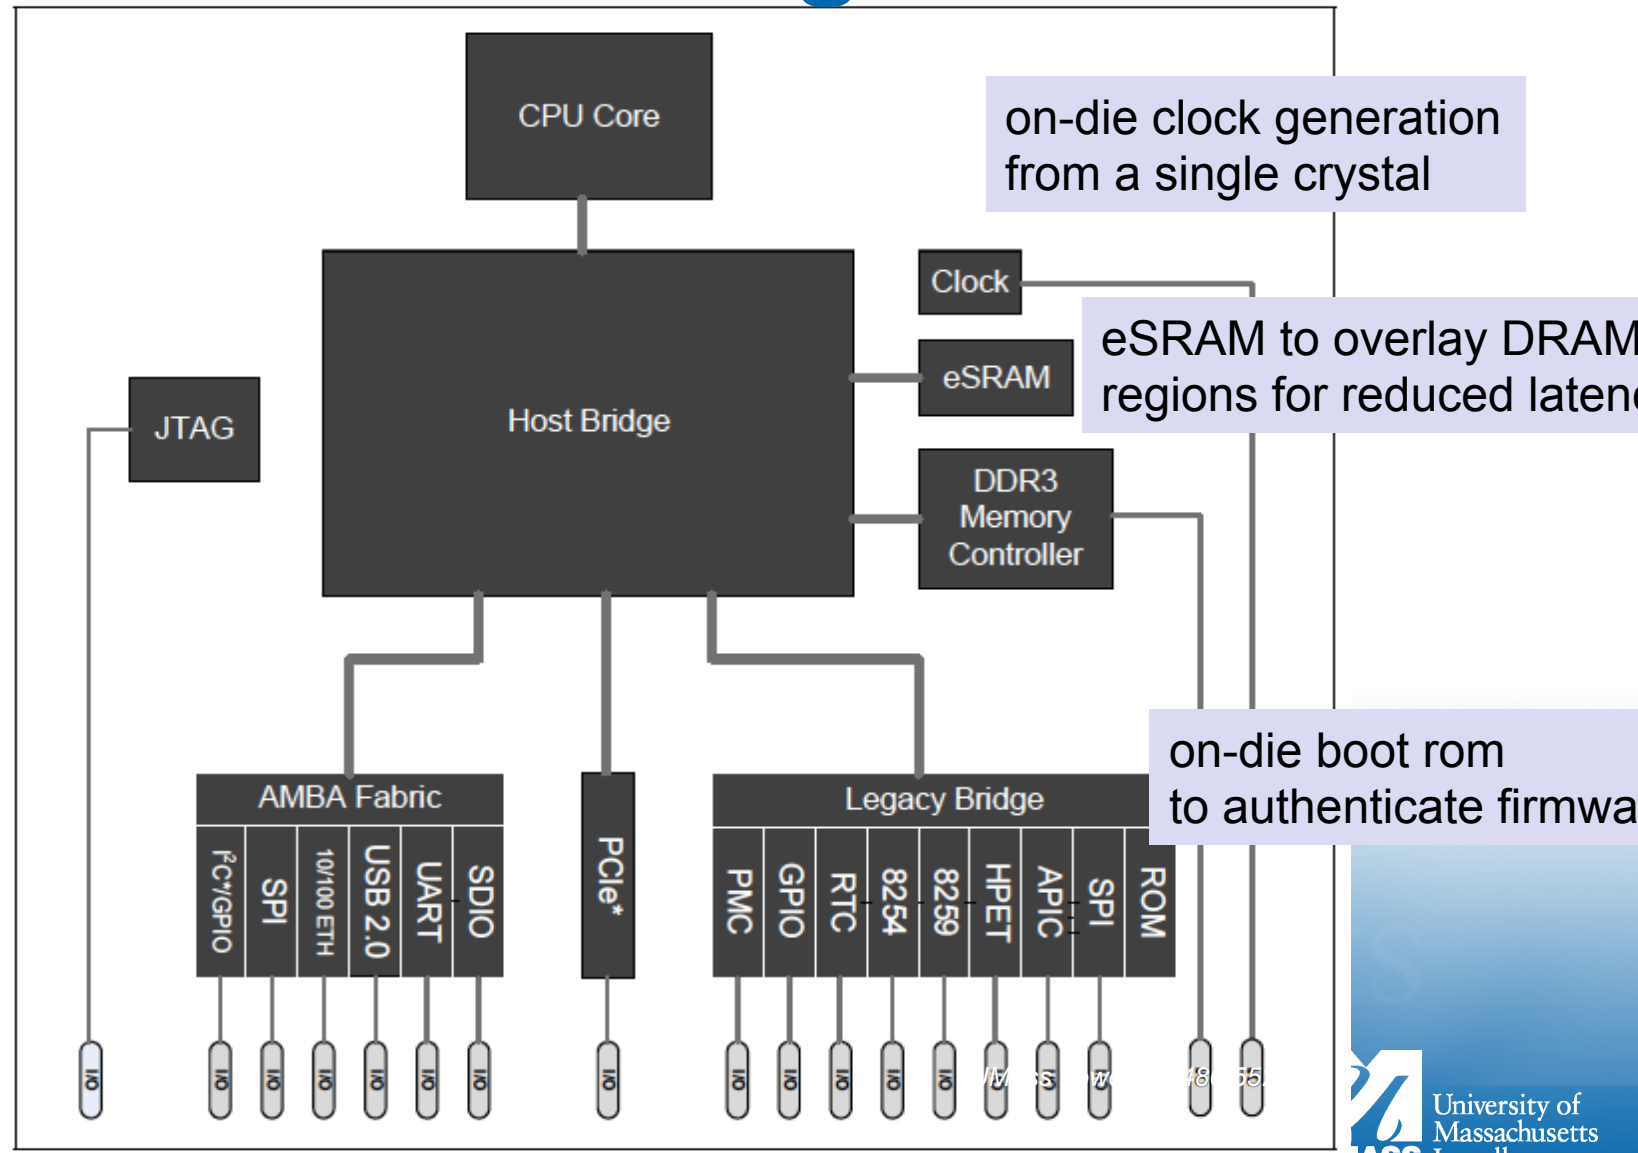 CPU Core
on-die clock generation
from a single crystal
Clock
eSRAM to overlay DRAM
regions for reduced laten
eSRAM
JTAG
Host Bridge
DDR3
Memory
Controller
on-die boot rom
to authenticate firmwa
AMBA Fabric
Legacy Bridge
I²C*/GPIO
SPI
10/100 ETH
USB 2.0
UART
SDIO
PCIe*
PMC
GPIO
RTC
8254
8259
HPET
APIC
SPI
ROM
I/O
I/O
I/O
I/O
I/O
I/O
I/O
I/O
I/O
I/O
I/O
I/O
I/O
I/O
University of
Massachusetts